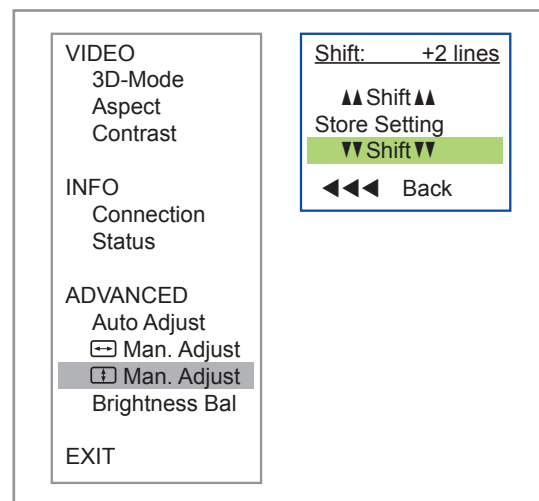 VIDEO
3D-Mode
Aspect
Contrast
INFO
Connection
Status
ADVANCED
Auto Adjust
Man. Adjust
Man. Adjust
Brightness Bal
EXIT
Shift: +2 lines
Shift
Store Setting
Shift
Back